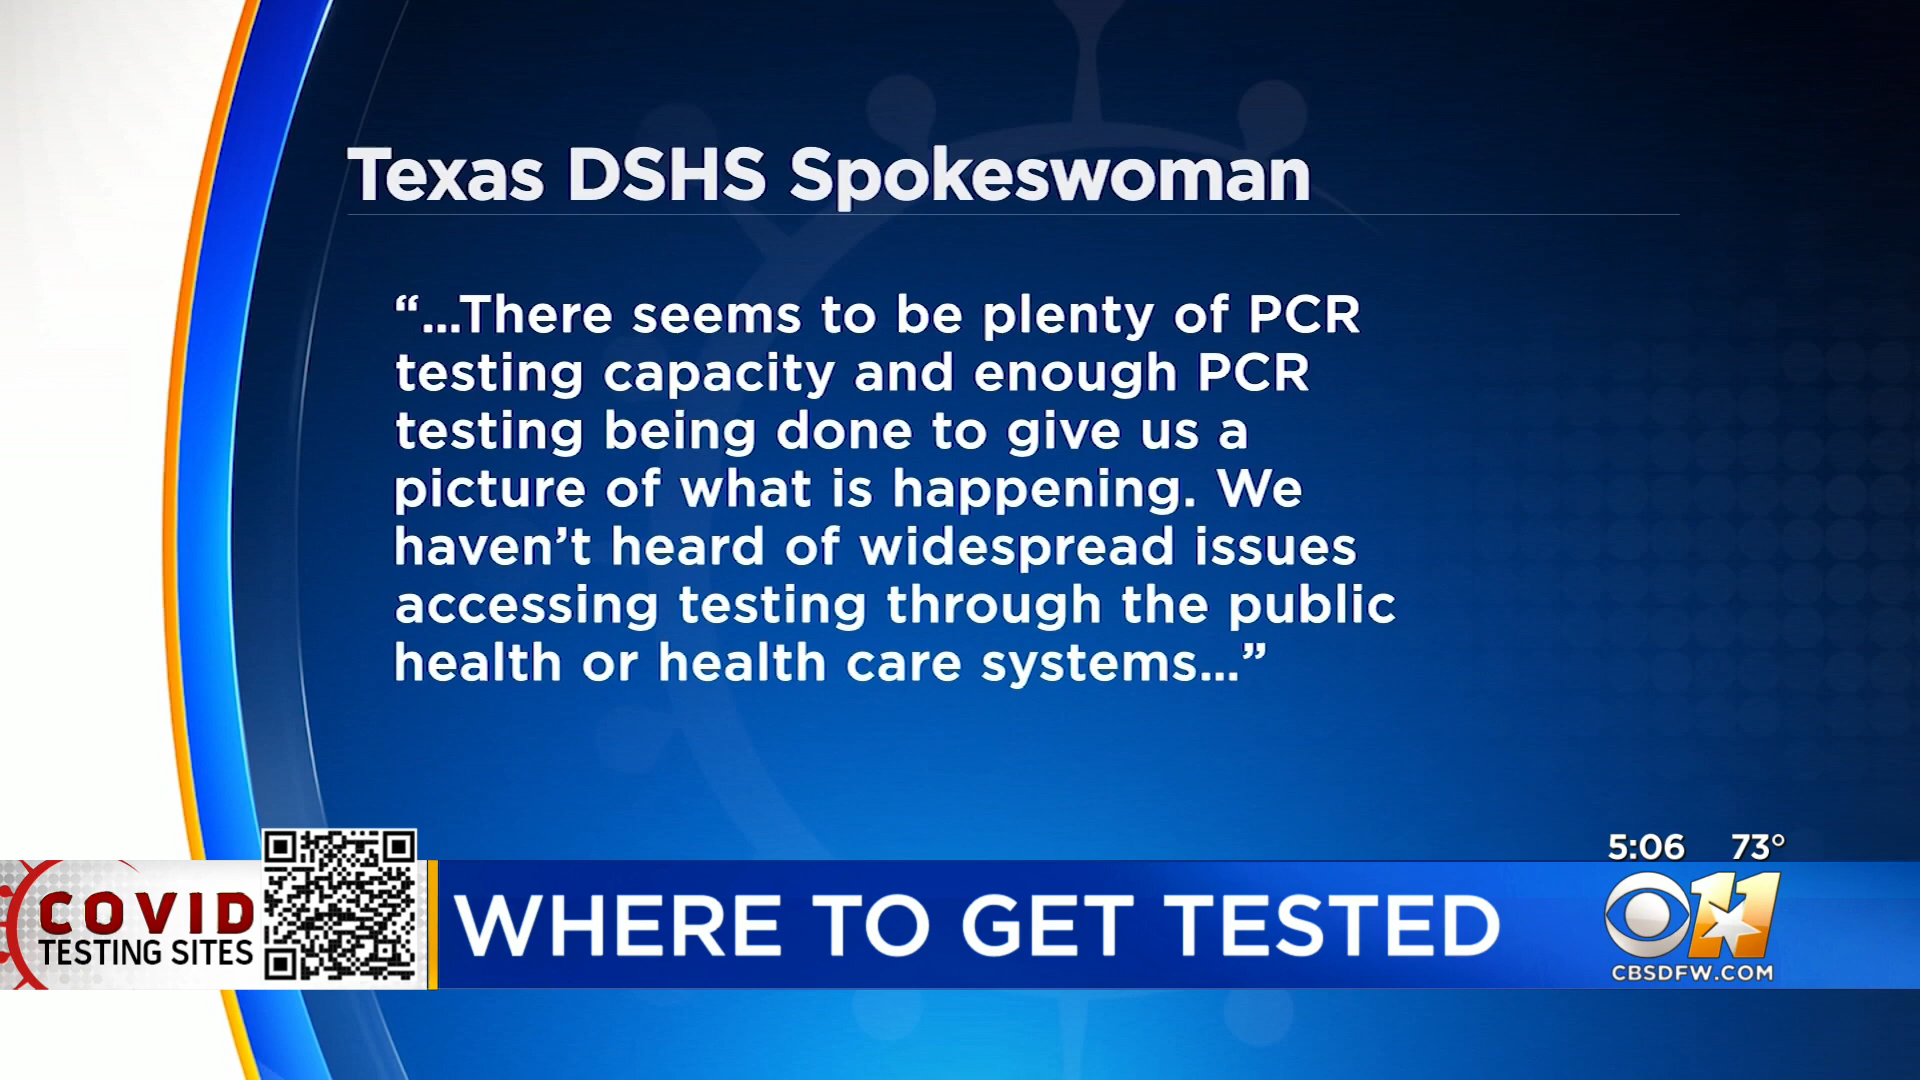 Texas DSHS Spokeswoman
“...There seems to be plenty of PCR
testing capacity and enough PCR
testing being done to give us a
picture of what is happening. We
haven’t heard of widespread issues
accessing testing through the public
health or health care systems...”
5:06 73°
COVID
TESTING SITES
WHERE TO GET TESTED
11
CBSDFW.COM